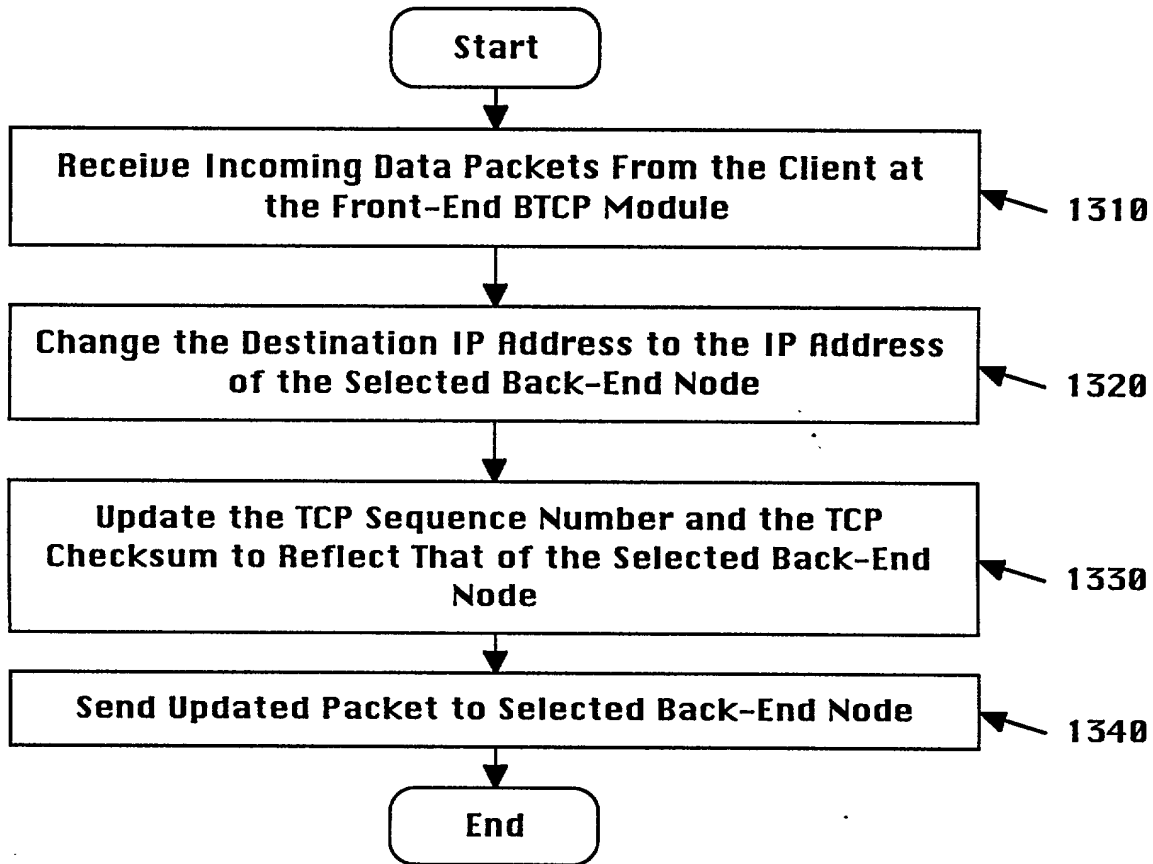 Start
Receive Incoming Data Packets From the Client at
the Front-End BTCP Module
1310
Change the Destination IP Address to the IP Address
of the Selected Back-End Node
1320
Update the TCP Sequence Number and the TCP
Checksum to Reflect That of the Selected Back-End
Node
1330
Send Updated Packet to Selected Back-End Node
1340
End